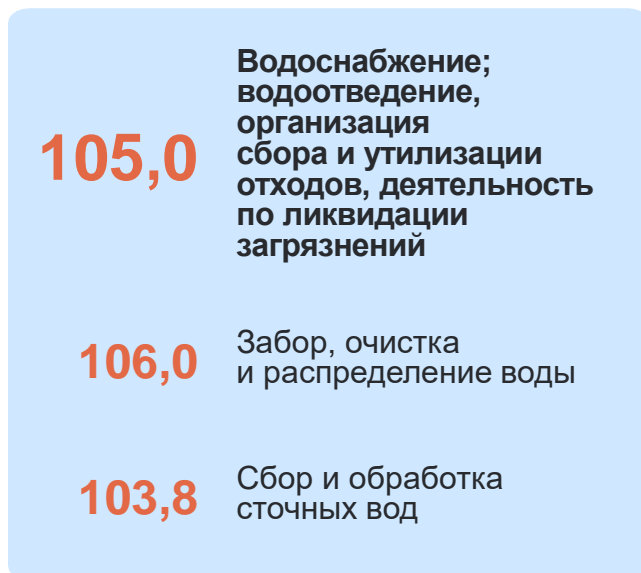 105,0
Водоснабжение;
водоотведение,
организация
сбора и утилизации
отходов, деятельность
по ликвидации
загрязнений
106,0
Забор, очистка
и распределение воды
103,8
Сбор и обработка
сточных вод